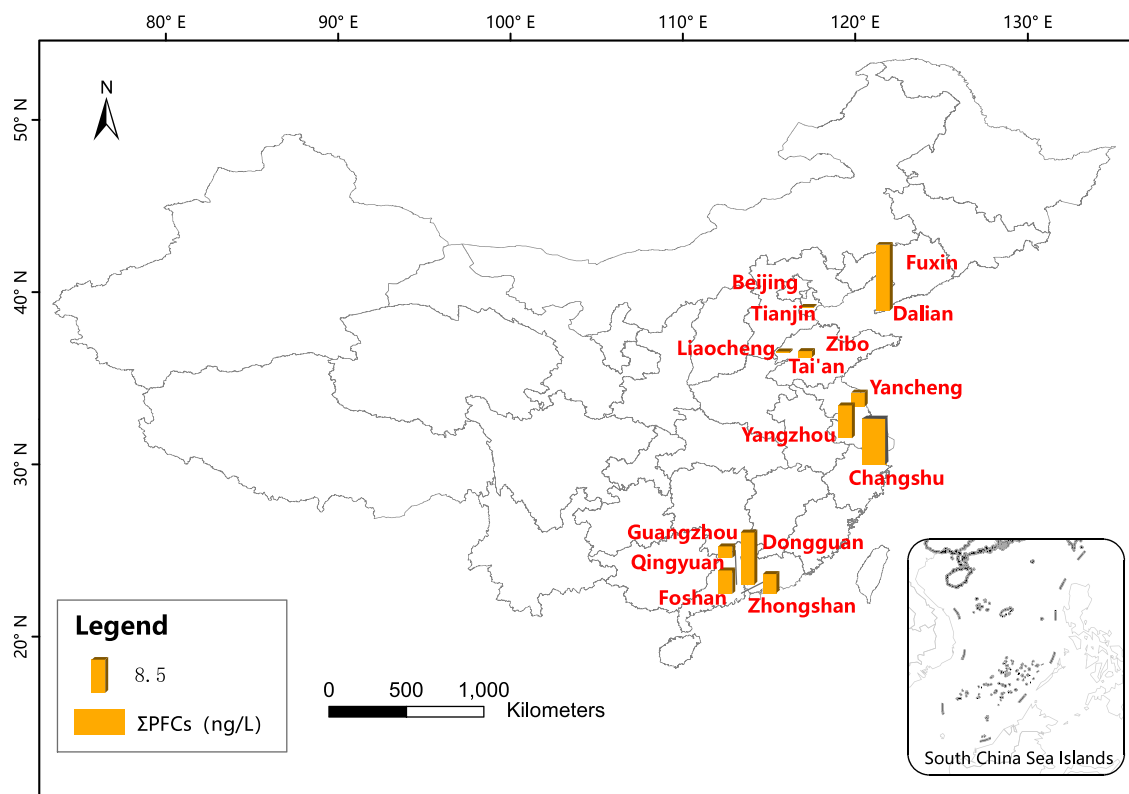 80° E 90° E 100° E 110° E 120° E 130° E
N
50° N
40° N
30° N
20° N
Fuxin
Beijing
Tianjin
Dalian
Zibo
Liaocheng
Tai'an
Yancheng
Yangzhou
Changshu
Guangzhou
Dongguan
Qingyuan
Foshan
Zhongshan
Legend
8.5
ΣPFCs (ng/L)
0 500 1,000
Kilometers
South China Sea Islands